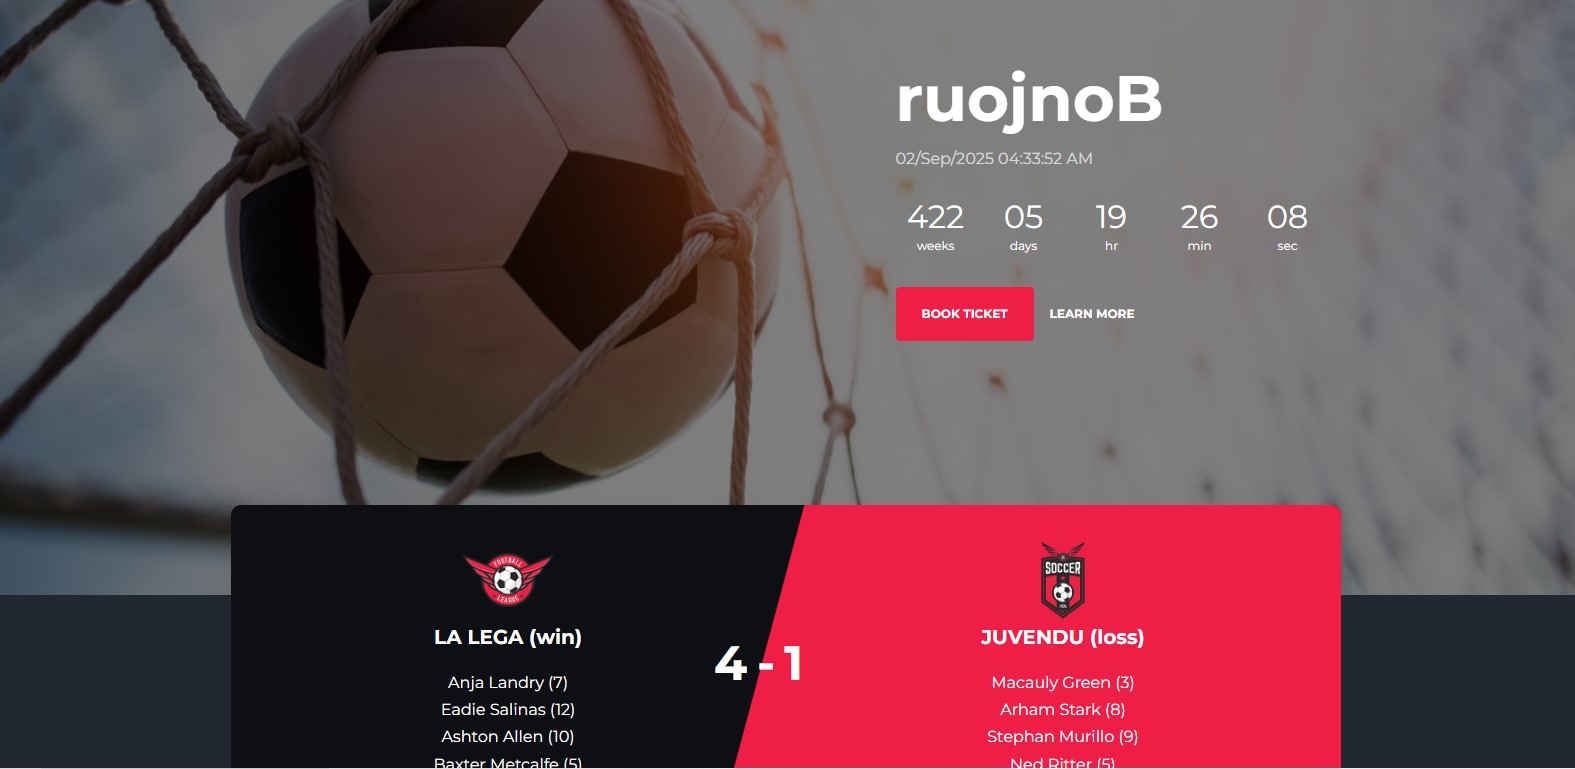 ruojnoB
02/Sep/2025 04:33:52 AM
422 05 19 26 08
weeks days hr min sec
BOOK TICKET LEARN MORE
FOOTBALL
LEAGUE
LA LEGA (win)
4 - 1
Anja Landry (7)
Eadie Salinas (12)
Ashton Allen (10)
Baxter Metcalfe (5)
SOCCER
JUVENDU (loss)
Macauly Green (3)
Arham Stark (8)
Stephan Murillo (9)
Ned Ritter (5)